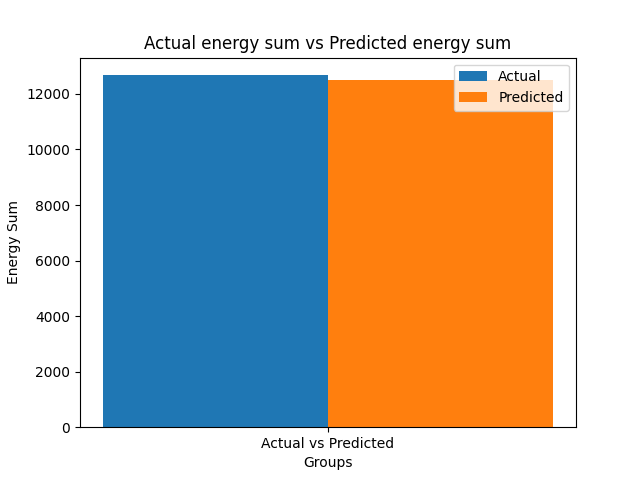 Actual energy sum vs Predicted energy sum
Actual
Predicted
12000
10000
8000
6000
4000
2000
0
Energy Sum
Actual vs Predicted
Groups